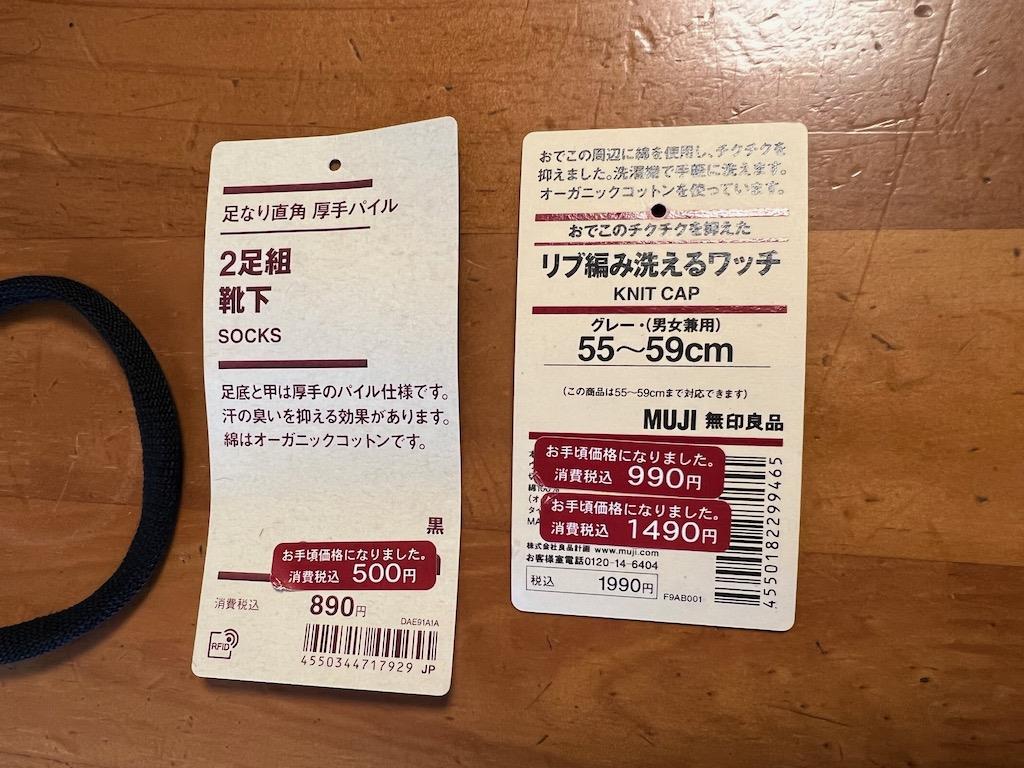 足なり直角 厚手パイル
2足組
靴下
SOCKS
足底と甲は厚手のパイル仕様です。
汗の臭いを抑える効果があります。
綿はオーガニックコットンです。
黒
お手頃価格になりました。
消費税込 500円
消費税込 890円
DAE91A1A
RFID
4550344717929 JP
おでこの周辺に綿を使用し、チクチクを
抑えました。洗濯機で手軽に洗えます。
オーガニックコットンを使っています。
おでこのチクチクを抑えた
リブ編み洗えるワッチ
KNIT CAP
グレー・(男女兼用)
55〜59cm
(この商品は55〜59cmまで対応できます)
MUJI 無印良品
お手頃価格になりました。
消費税込 990円
お手頃価格になりました。
消費税込 1490円
株式会社良品計画 www.muji.com
お客様室電話0120-14-6404
税込 1990円
F9AB001
4550182299465